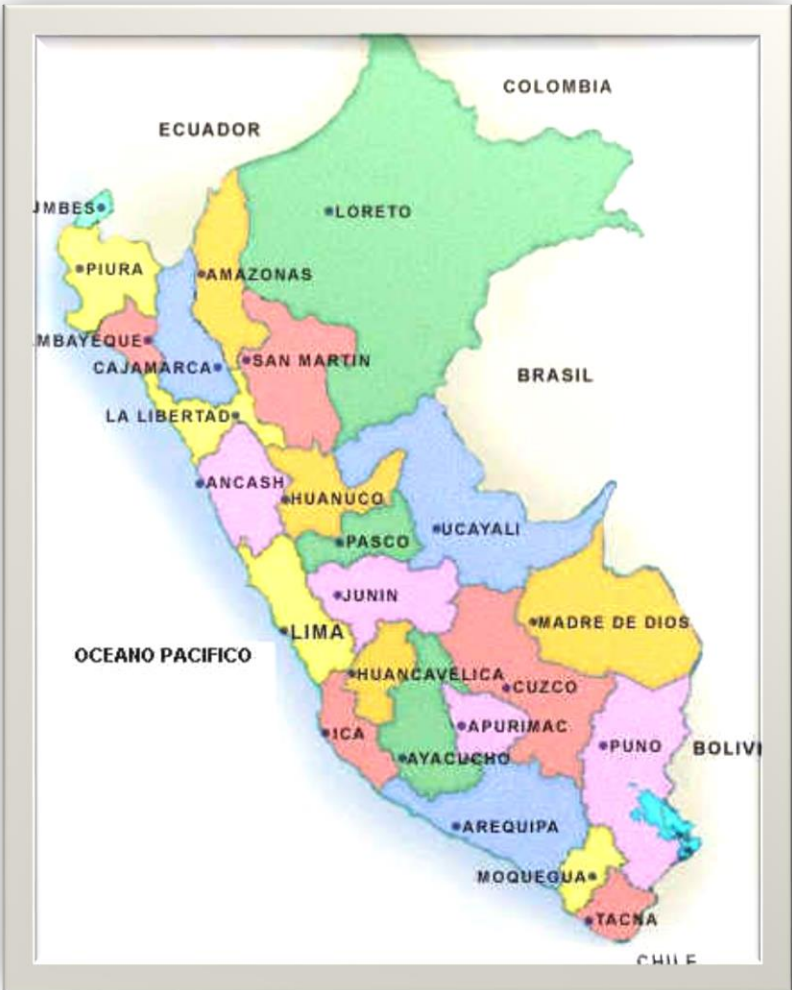 COLOMBIA
ECUADOR
UMBES
LORETO
PIURA
AMAZONAS
MBAYEQUE
CAJAMARCA
SAN MARTIN
BRASIL
LA LIBERTAD
ANCASH
HUANUCO
UCAYALI
PASCO
JUNIN
MADRE DE DIOS
LIMA
OCEANO PACIFICO
HUANCAVELICA
CUZCO
ICA
APURIMAC
PUNO
BOLIVI
AYACUCHO
AREQUIPA
MOQUEGUA
TACNA
CHILE